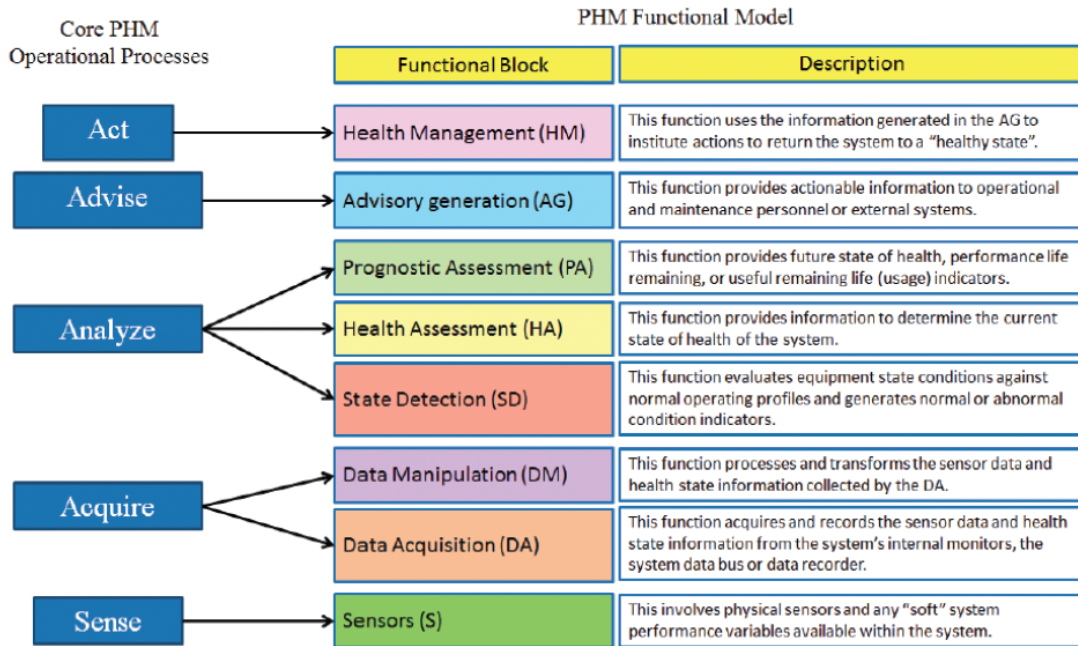 PHM Functional Model
Core PHM
Operational Processes
Functional Block
Description
Act
Health Management (HM)
This function uses the information generated in the AG to
institute actions to return the system to a “healthy state”.
Advise
Advisory generation (AG)
This function provides actionable information to operational
and maintenance personnel or external systems.
Analyze
Prognostic Assessment (PA)
This function provides future state of health, performance life
remaining, or useful remaining life (usage) indicators.
Health Assessment (HA)
This function provides information to determine the current
state of health of the system.
State Detection (SD)
This function evaluates equipment state conditions against
normal operating profiles and generates normal or abnormal
condition indicators.
Acquire
Data Manipulation (DM)
This function processes and transforms the sensor data and
health state information collected by the DA.
Data Acquisition (DA)
This function acquires and records the sensor data and health
state information from the system’s internal monitors, the
system data bus or data recorder.
Sense
Sensors (S)
This involves physical sensors and any “soft” system
performance variables available within the system.